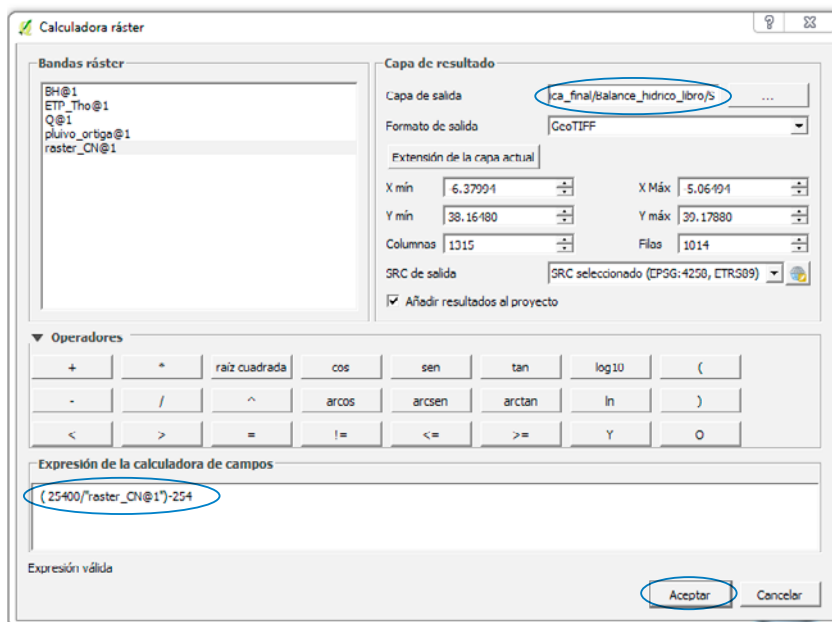 Calculadora ráster
Bandas ráster
BH@1
ETP_Tho@1
Q@1
pluivo_ortiga@1
raster_CN@1
Capa de resultado
Capa de salida
ica_final/Balance_hidrico_libro/S
...
Formato de salida
GeoTIFF
Extensión de la capa actual
X mín
-6.37994
X Máx
-5.06494
Y mín
38.16480
Y máx
39.17880
Columnas
1315
Filas
1014
SRC de salida
SRC seleccionado (EPSG:4258, ETRS89)
Añadir resultados al proyecto
Operadores
+ * raíz cuadrada cos sen tan log10 (
- / ^ arcos arcsen arctan ln )
< > = != <= >= Y O
Expresión de la calculadora de campos
( 25400/"raster_CN@1")-254
Expresión válida
Aceptar
Cancelar